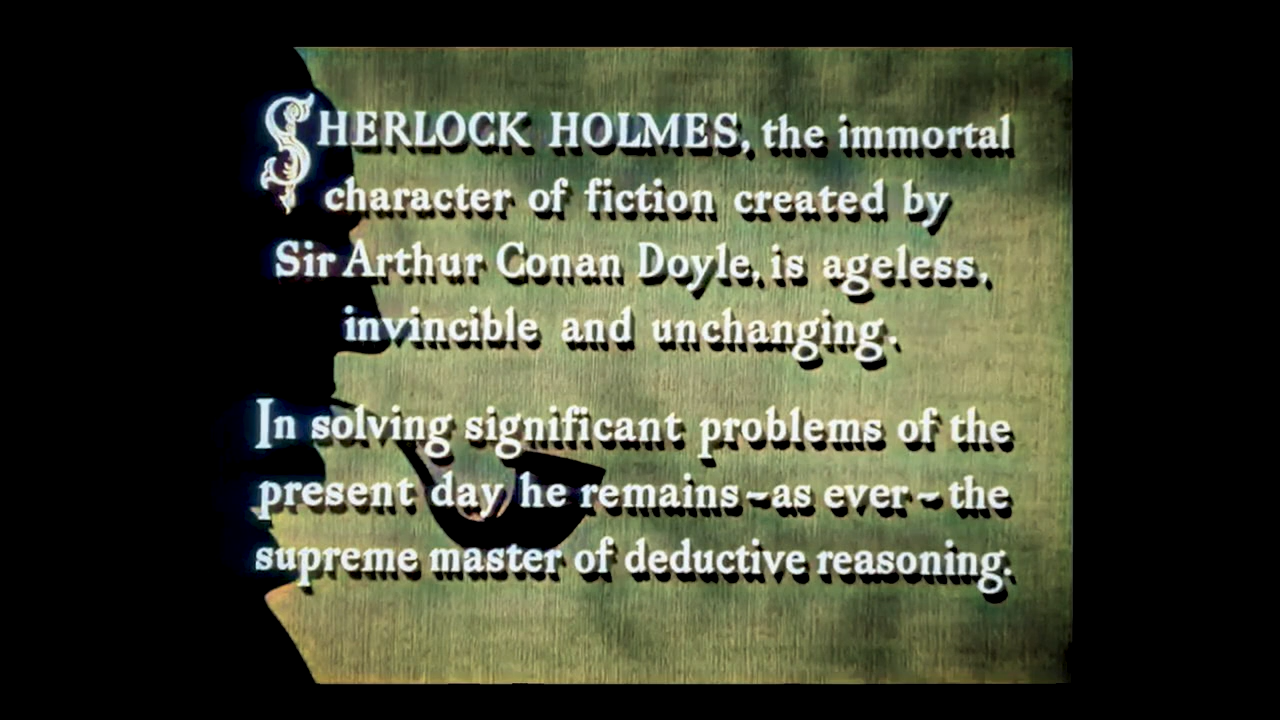 SHERLOCK HOLMES, the immortal
character of fiction created by
Sir Arthur Conan Doyle, is ageless,
invincible and unchanging.
In solving significant problems of the
present day he remains - as ever - the
supreme master of deductive reasoning.